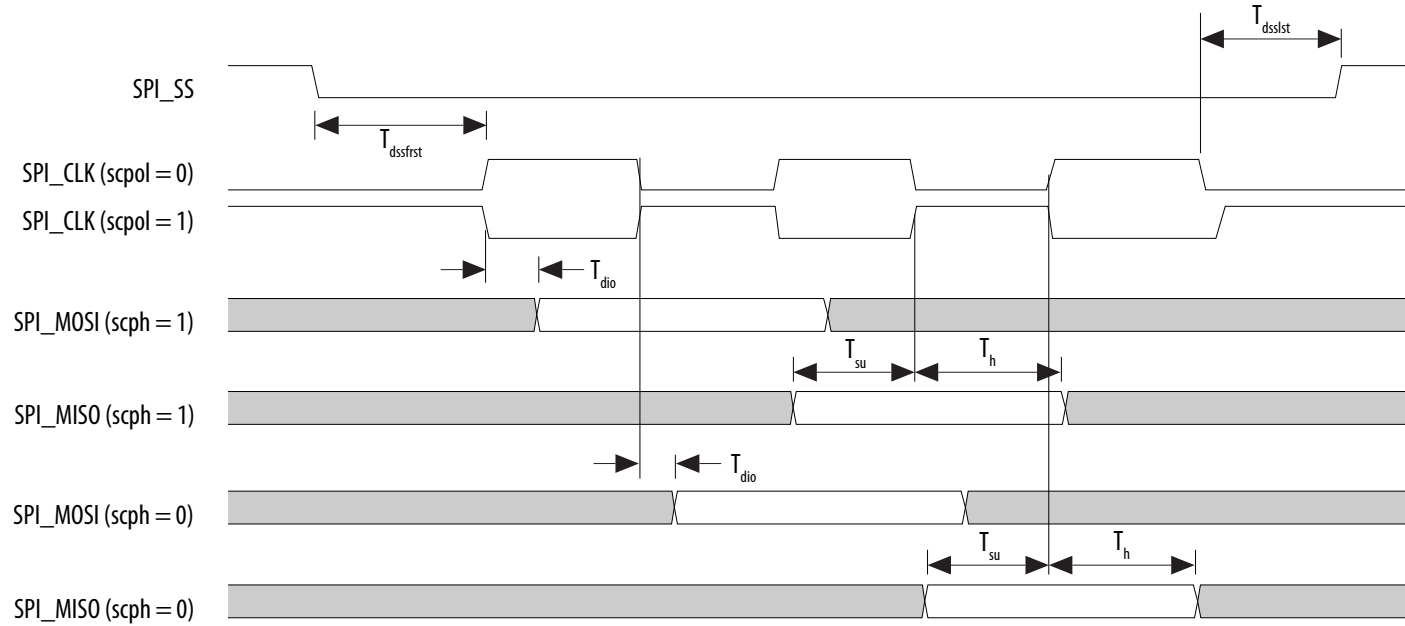 T_dsslst
SPI_SS
T_dssfrst
SPI_CLK (scpol = 0)
SPI_CLK (scpol = 1)
T_dio
SPI_MOSI (scph = 1)
T_su T_h
SPI_MISO (scph = 1)
T_dio
SPI_MOSI (scph = 0)
T_su T_h
SPI_MISO (scph = 0)